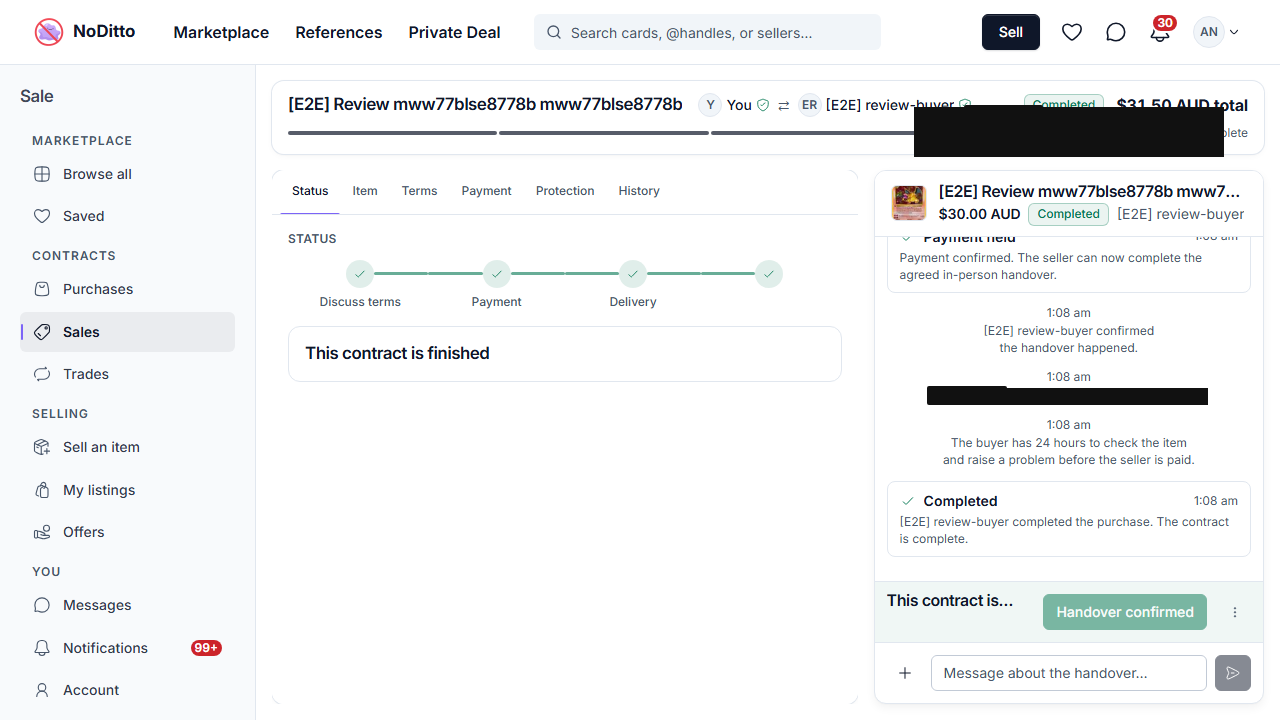 NoDitto
Marketplace
References
Private Deal
Search cards, @handles, or sellers...
Sell
30
AN
Sale
MARKETPLACE
Browse all
Saved
CONTRACTS
Purchases
Sales
Trades
SELLING
Sell an item
My listings
Offers
YOU
Messages
Notifications
99+
Account
[E2E] Review mww77blse8778b mww77blse8778b
Y You
ER [E2E] review-buyer
Completed
$31.50 AUD total
Status
Item
Terms
Payment
Protection
History
STATUS
Discuss terms
Payment
Delivery
This contract is finished
[E2E] Review mww77blse8778b mww7...
$30.00 AUD Completed [E2E] review-buyer
Payment held 1:08 am
Payment confirmed. The seller can now complete the
agreed in-person handover.
1:08 am
[E2E] review-buyer confirmed
the handover happened.
1:08 am
1:08 am
The buyer has 24 hours to check the item
and raise a problem before the seller is paid.
Completed 1:08 am
[E2E] review-buyer completed the purchase. The contract
is complete.
This contract is...
Handover confirmed
Message about the handover...